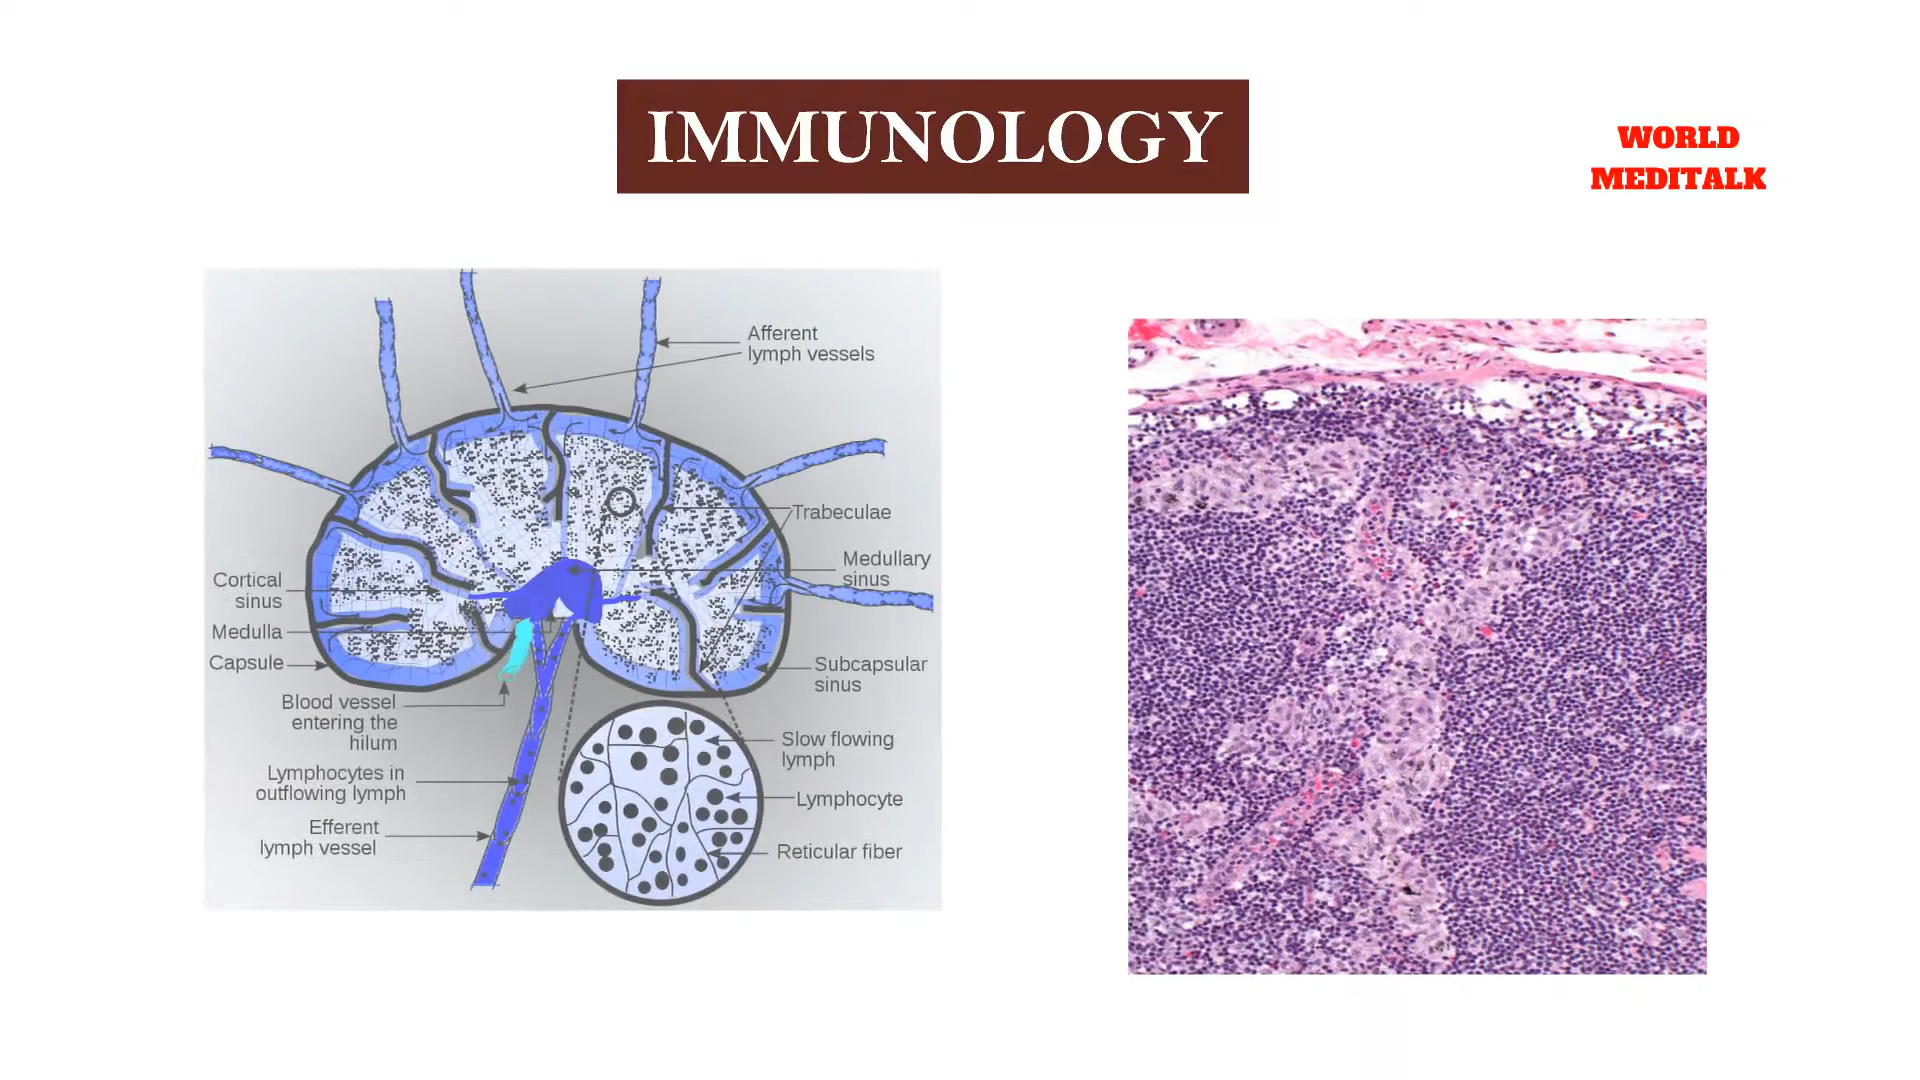 IMMUNOLOGY
WORLD
MEDITALK
Afferent
lymph vessels
Trabeculae
Medullary
sinus
Cortical
sinus
Medulla
Capsule
Subcapsular
sinus
Blood vessel
entering the
hilum
Slow flowing
lymph
Lymphocytes in
outflowing lymph
Lymphocyte
Efferent
lymph vessel
Reticular fiber